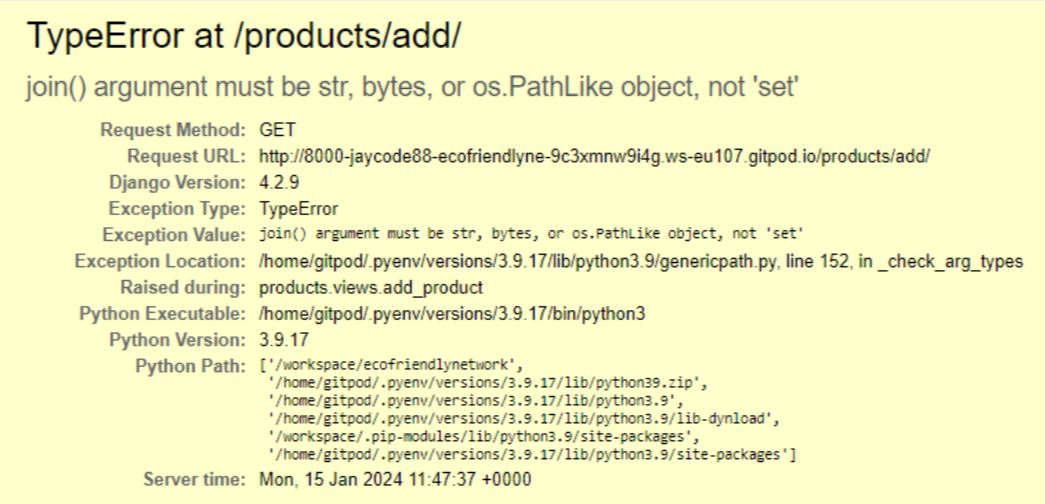 TypeError at /products/add/
join() argument must be str, bytes, or os.PathLike object, not 'set'
Request Method: GET
Request URL: http://8000-jaycode88-ecofriendlyne-9c3xmnw9i4g.ws-eu107.gitpod.io/products/add/
Django Version: 4.2.9
Exception Type: TypeError
Exception Value: join() argument must be str, bytes, or os.PathLike object, not 'set'
Exception Location: /home/gitpod/.pyenv/versions/3.9.17/lib/python3.9/genericpath.py, line 152, in _check_arg_types
Raised during: products.views.add_product
Python Executable: /home/gitpod/.pyenv/versions/3.9.17/bin/python3
Python Version: 3.9.17
Python Path: ['/workspace/ecofriendlynetwork',
'/home/gitpod/.pyenv/versions/3.9.17/lib/python39.zip',
'/home/gitpod/.pyenv/versions/3.9.17/lib/python3.9',
'/home/gitpod/.pyenv/versions/3.9.17/lib/python3.9/lib-dynload',
'/workspace/.pip-modules/lib/python3.9/site-packages',
'/home/gitpod/.pyenv/versions/3.9.17/lib/python3.9/site-packages']
Server time: Mon, 15 Jan 2024 11:47:37 +0000